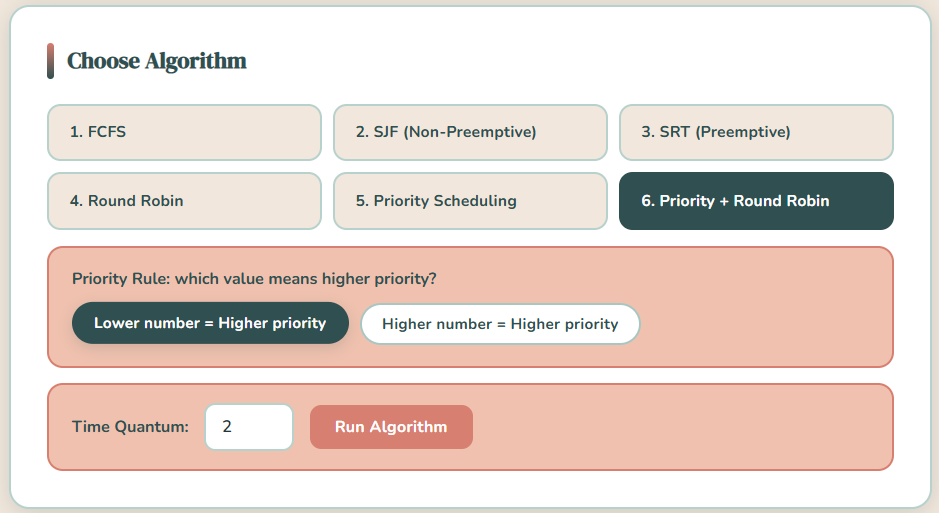 Choose Algorithm
1. FCFS
2. SJF (Non-Preemptive)
3. SRT (Preemptive)
4. Round Robin
5. Priority Scheduling
6. Priority + Round Robin
Priority Rule: which value means higher priority?
Lower number = Higher priority
Higher number = Higher priority
Time Quantum:
2
Run Algorithm